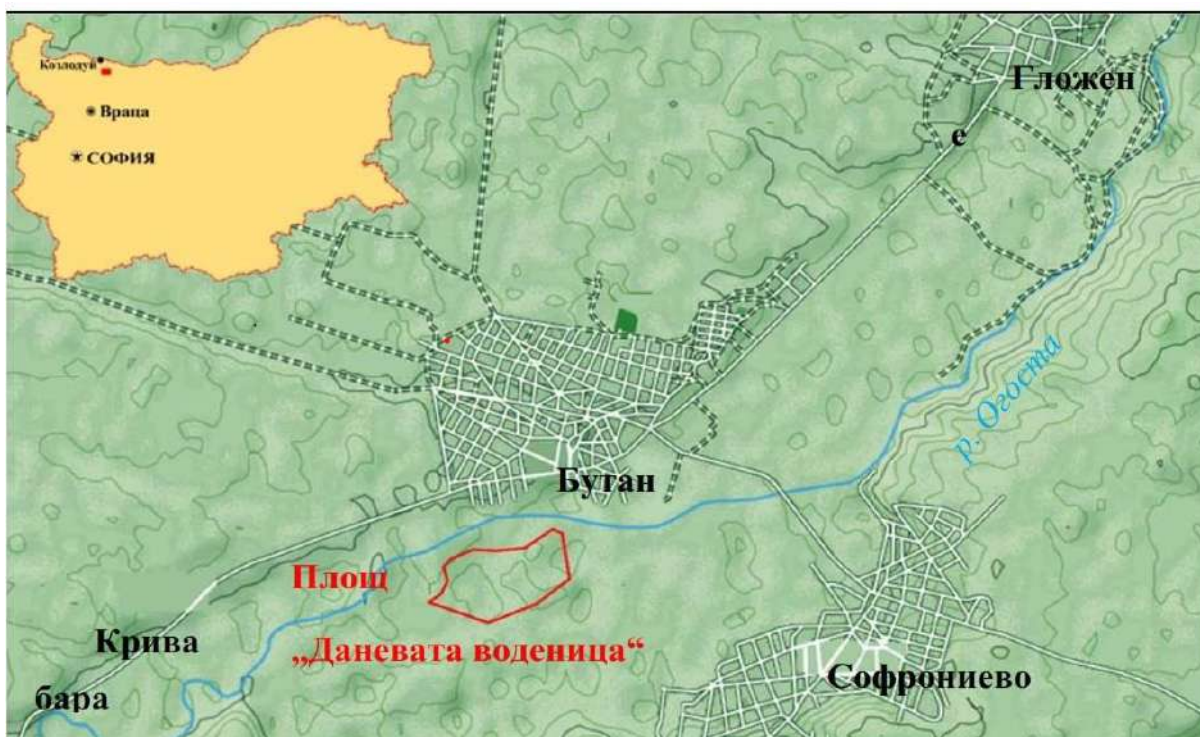 Козлодуй
Враца
СОФИЯ
Гложен
е
р. Огоста
Бутан
Площ
„Даневата воденица“
Крива
бара
Софрониево